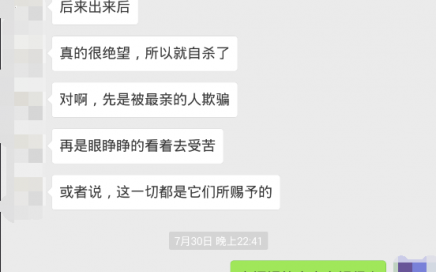 后来出来后
真的很绝望，所以就自杀了
对啊，先是被最亲的人欺骗
再是眼睁睁的看着去受苦
或者说，这一切都是它们所赐予的
7月30日 晚上22:41